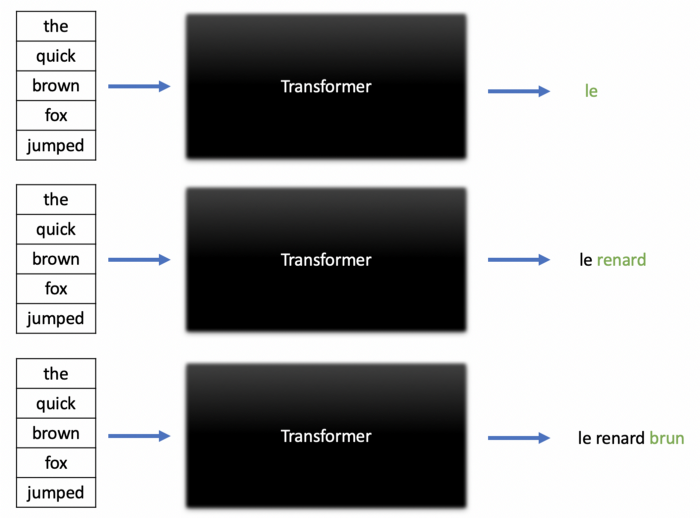 the
quick
brown
fox
jumped
Transformer
le
the
quick
brown
fox
jumped
Transformer
le renard
the
quick
brown
fox
jumped
Transformer
le renard brun